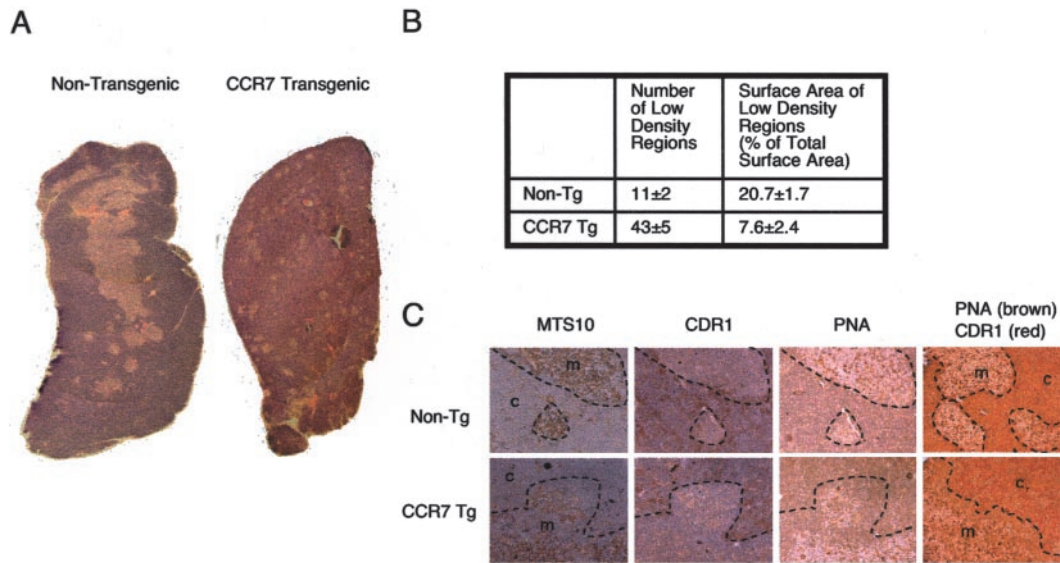 A
Non-Transgenic
CCR7 Transgenic
B
Number of Low Density Regions
Surface Area of Low Density Regions (% of Total Surface Area)
Non-Tg
11±2
20.7±1.7
CCR7 Tg
43±5
7.6±2.4
C
MTS10
CDR1
PNA
PNA (brown)
CDR1 (red)
Non-Tg
m
c
m
c
CCR7 Tg
c
m
c
m